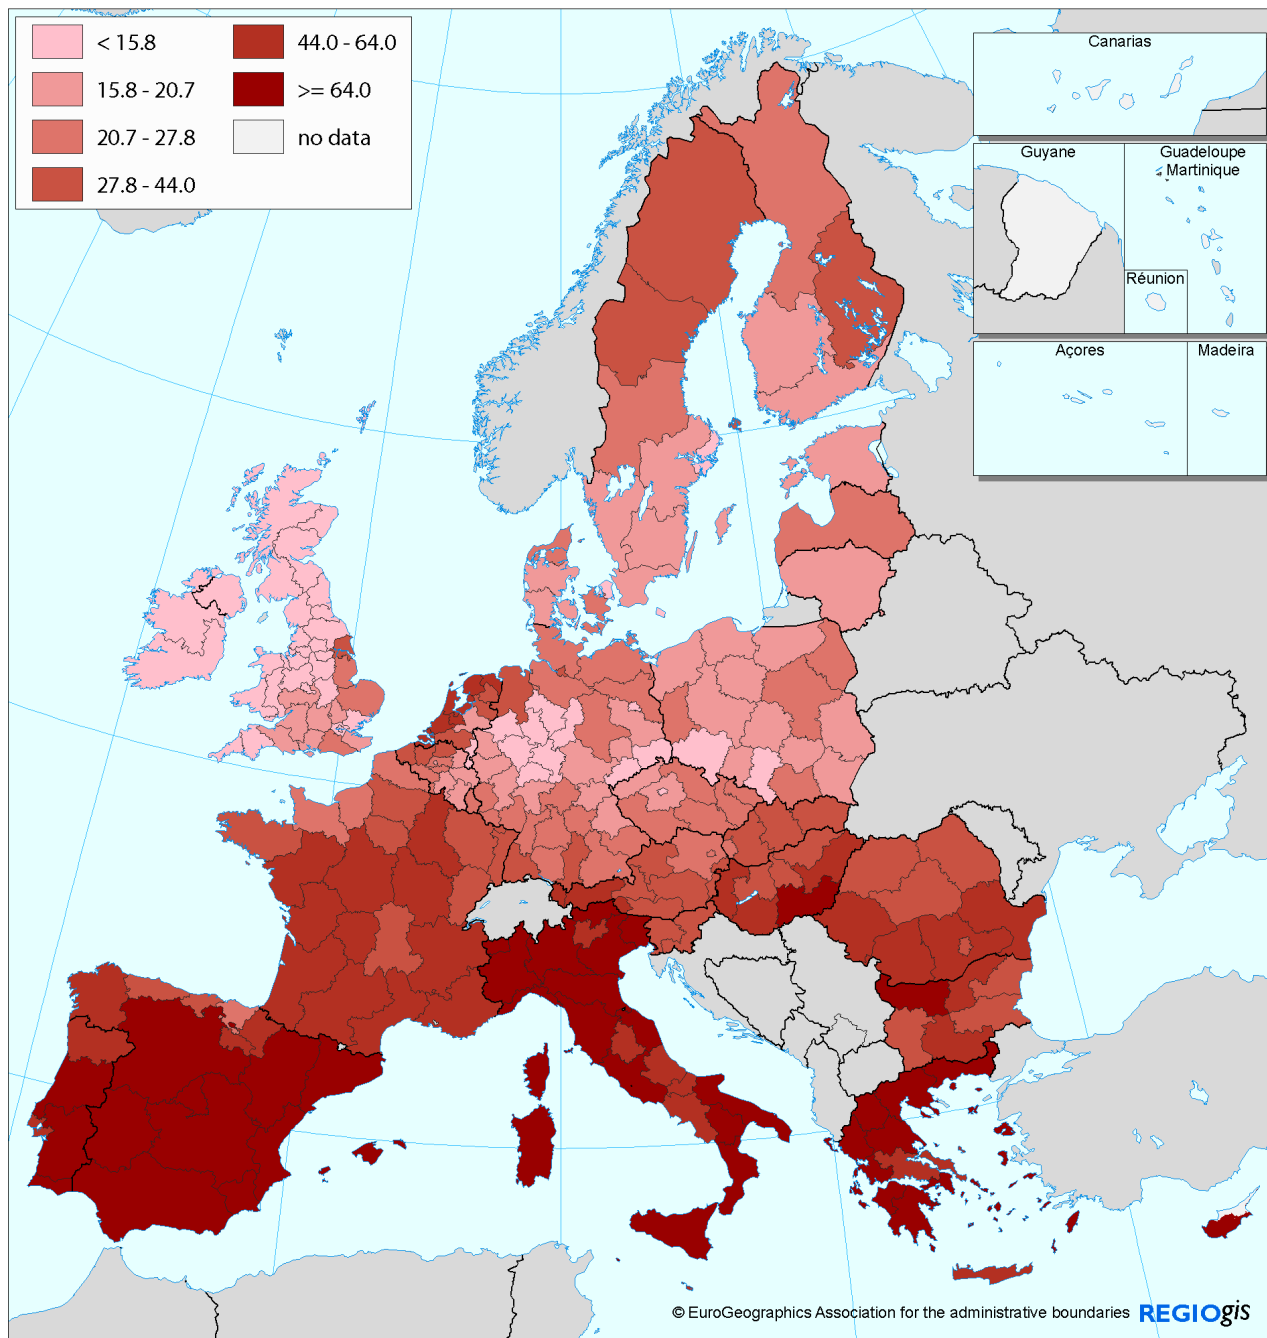 < 15.8
15.8 - 20.7
20.7 - 27.8
27.8 - 44.0
44.0 - 64.0
>= 64.0
no data
Canarias
Guyane
Guadeloupe
Martinique
Réunion
Açores
Madeira
© EuroGeographics Association for the administrative boundaries
REGIOgis